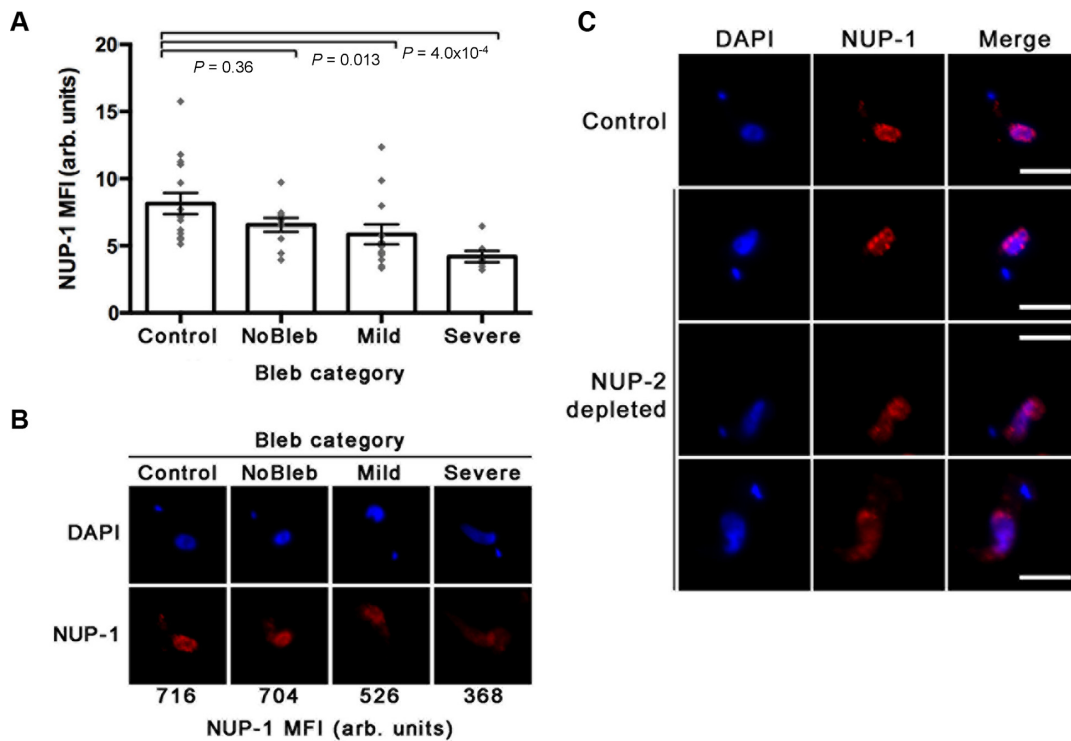 A
P = 0.36
P = 0.013
P = 4.0x10-4
20
15
10
5
0
NUP-1 MFI (arb. units)
Control NoBleb Mild Severe
Bleb category
B
Bleb category
Control NoBleb Mild Severe
DAPI
NUP-1
716 704 526 368
NUP-1 MFI (arb. units)
C
DAPI NUP-1 Merge
Control
NUP-2
depleted